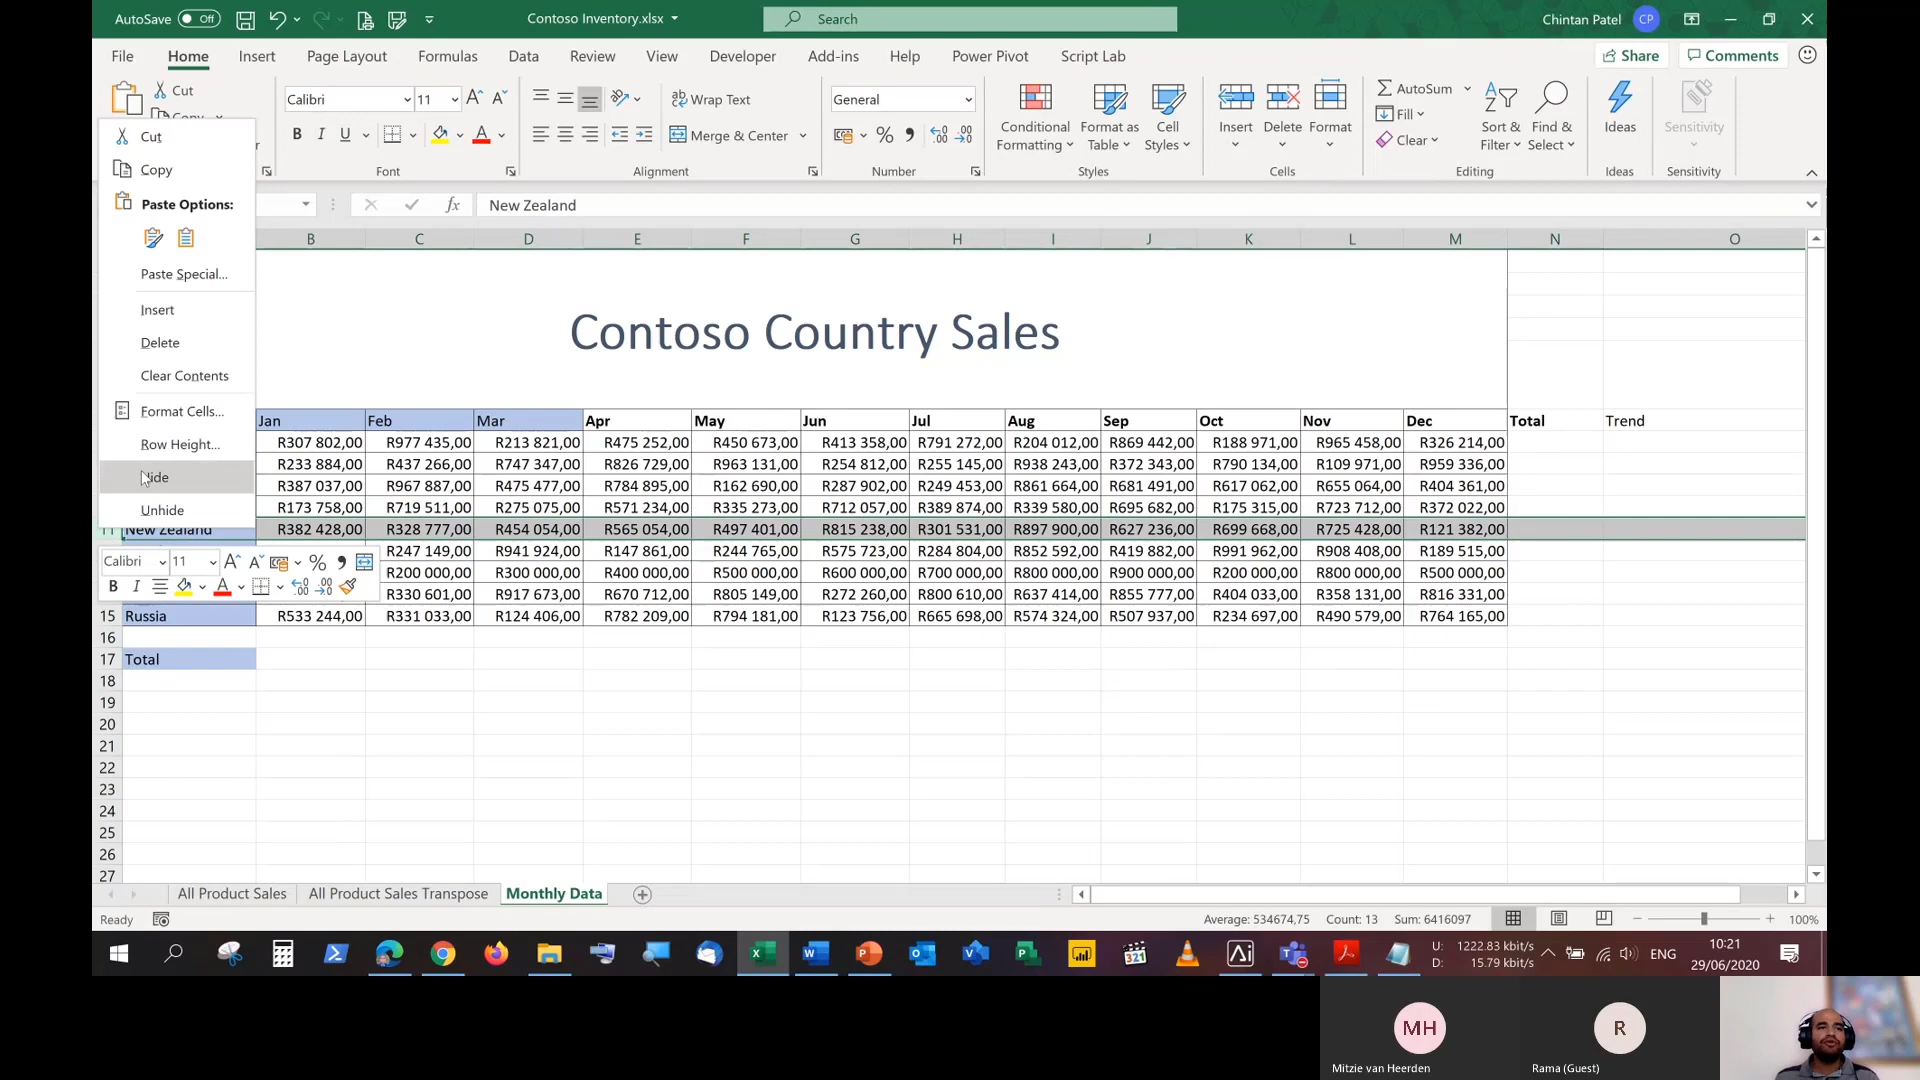 AutoSave Off Contoso Inventory.xlsx Search Chintan Patel CP
File Home Insert Page Layout Formulas Data Review View Developer Add-ins Help Power Pivot Script Lab Share Comments
Cut Calibri 11 Wrap Text General AutoSum
Copy
B I U Merge & Center Fill
Conditional Formatting Format as Table Cell Styles Insert Delete Format Clear Sort & Filter Find & Select Ideas Sensitivity
Font Alignment Number Styles Cells Editing Ideas Sensitivity
Cut
Copy
Paste Options:
Paste Special...
Insert
Delete
Clear Contents
Format Cells...
Row Height...
Unhide
fx New Zealand
B C D E F G H I J K L M N O
Contoso Country Sales
Jan Feb Mar Apr May Jun Jul Aug Sep Oct Nov Dec Total Trend
R307 802,00 R977 435,00 R213 821,00 R475 252,00 R450 673,00 R413 358,00 R791 272,00 R204 012,00 R869 442,00 R188 971,00 R965 458,00 R326 214,00
R233 884,00 R437 266,00 R747 347,00 R826 729,00 R963 131,00 R254 812,00 R255 145,00 R938 243,00 R372 343,00 R790 134,00 R109 971,00 R959 336,00
R387 037,00 R967 887,00 R475 477,00 R784 895,00 R162 690,00 R287 902,00 R249 453,00 R861 664,00 R681 491,00 R617 062,00 R655 064,00 R404 361,00
R173 758,00 R719 511,00 R275 075,00 R571 234,00 R335 273,00 R712 057,00 R389 874,00 R339 580,00 R695 682,00 R175 315,00 R723 712,00 R372 022,00
11 New Zealand R382 428,00 R328 777,00 R454 054,00 R565 054,00 R497 401,00 R815 238,00 R301 531,00 R897 900,00 R627 236,00 R699 668,00 R725 428,00 R121 382,00
R247 149,00 R941 924,00 R147 861,00 R244 765,00 R575 723,00 R284 804,00 R852 592,00 R419 882,00 R991 962,00 R908 408,00 R189 515,00
R200 000,00 R300 000,00 R400 000,00 R500 000,00 R600 000,00 R700 000,00 R800 000,00 R900 000,00 R200 000,00 R800 000,00 R500 000,00
R330 601,00 R917 673,00 R670 712,00 R805 149,00 R272 260,00 R800 610,00 R637 414,00 R855 777,00 R404 033,00 R358 131,00 R816 331,00
Calibri 11 %
B I A
15 Russia R533 244,00 R331 033,00 R124 406,00 R782 209,00 R794 181,00 R123 756,00 R665 698,00 R574 324,00 R507 937,00 R234 697,00 R490 579,00 R764 165,00
16
17 Total
18
19
20
21
22
23
24
25
26
27
All Product Sales All Product Sales Transpose Monthly Data
Ready Average: 534674,75 Count: 13 Sum: 6416097 100%
U: 1222.83 kbit/s
D: 15.79 kbit/s
ENG
10:21
29/06/2020
MH R
Mitzie van Heerden Rama (Guest)